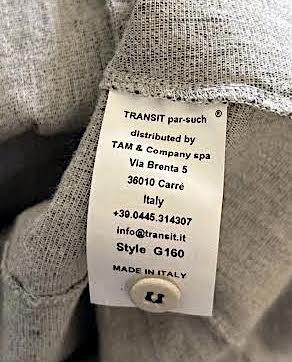 TRANSIT par-such ®
distributed by
TAM & Company spa
Via Brenta 5
36010 Carrè
Italy
+39.0445.314307
info@transit.it
Style G160
MADE IN ITALY